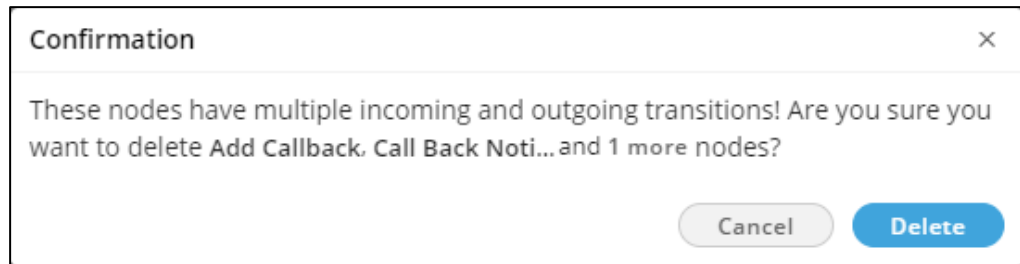 Confirmation ×
These nodes have multiple incoming and outgoing transitions! Are you sure you
want to delete Add Callback, Call Back Noti... and 1 more nodes?
Cancel Delete